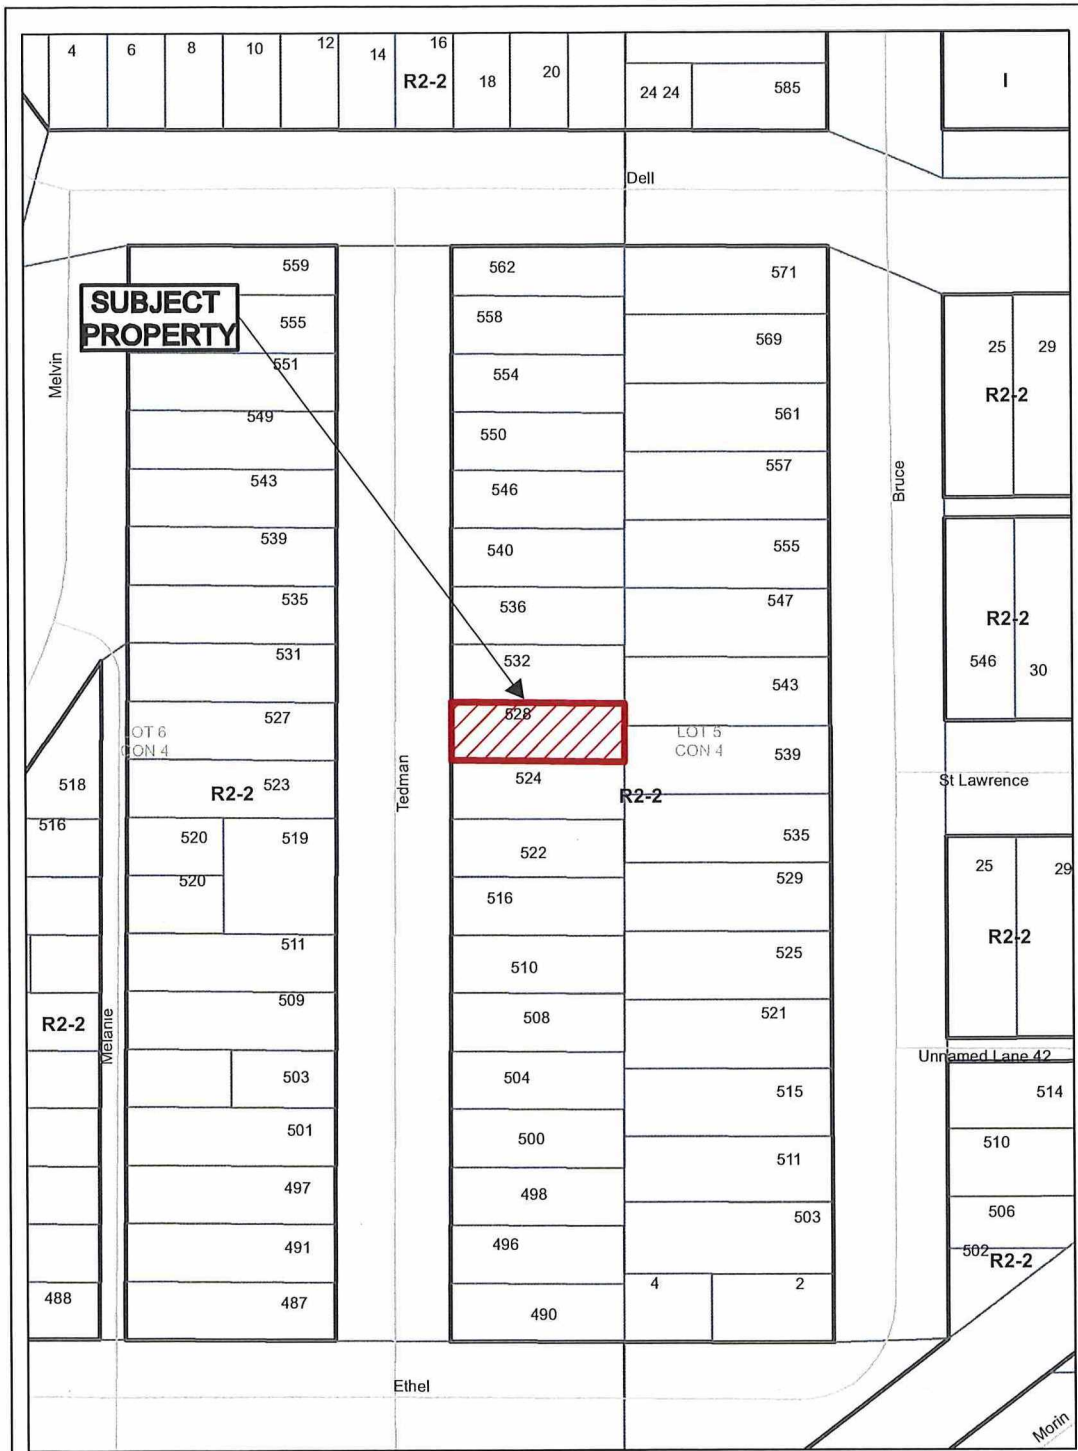 4 6 8 10 12 14 16 18 20
R2-2
24 24
585
I
Dell
SUBJECT
PROPERTY
Melvin
559
555
551
549
543
539
535
531
527
LOT 6
CON 4
R2-2 523
520 519
520
511
509
503
501
497
491
487
518
516
R2-2
Melanie
488
Tedman
562
558
554
550
546
540
536
532
528
524
522
516
510
508
504
500
498
496
490
571
569
561
557
555
547
543
LOT 5
CON 4
539
R2-2
535
529
525
521
515
511
503
4 2
Bruce
25 29
R2-2
R2-2
546 30
St Lawrence
25 29
R2-2
Unnamed Lane 42
514
510
506
502
R2-2
Ethel
Morin